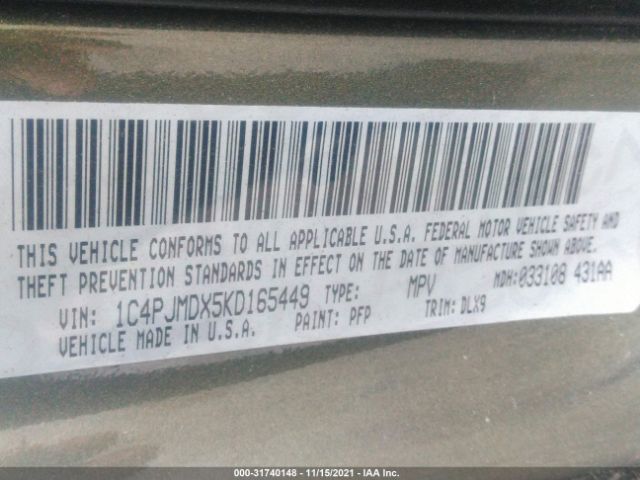 THIS VEHICLE CONFORMS TO ALL APPLICABLE U.S.A. FEDERAL MOTOR VEHICLE SAFETY AND
THEFT PREVENTION STANDARDS IN EFFECT ON THE DATE OF MANUFACTURE SHOWN ABOVE.
VIN: 1C4PJMDX5KD165449 TYPE: MPV MDH:033108 431AA
VEHICLE MADE IN U.S.A. PAINT: PFP TRIM: DLX9
000-31740148 - 11/15/2021 - IAA Inc.